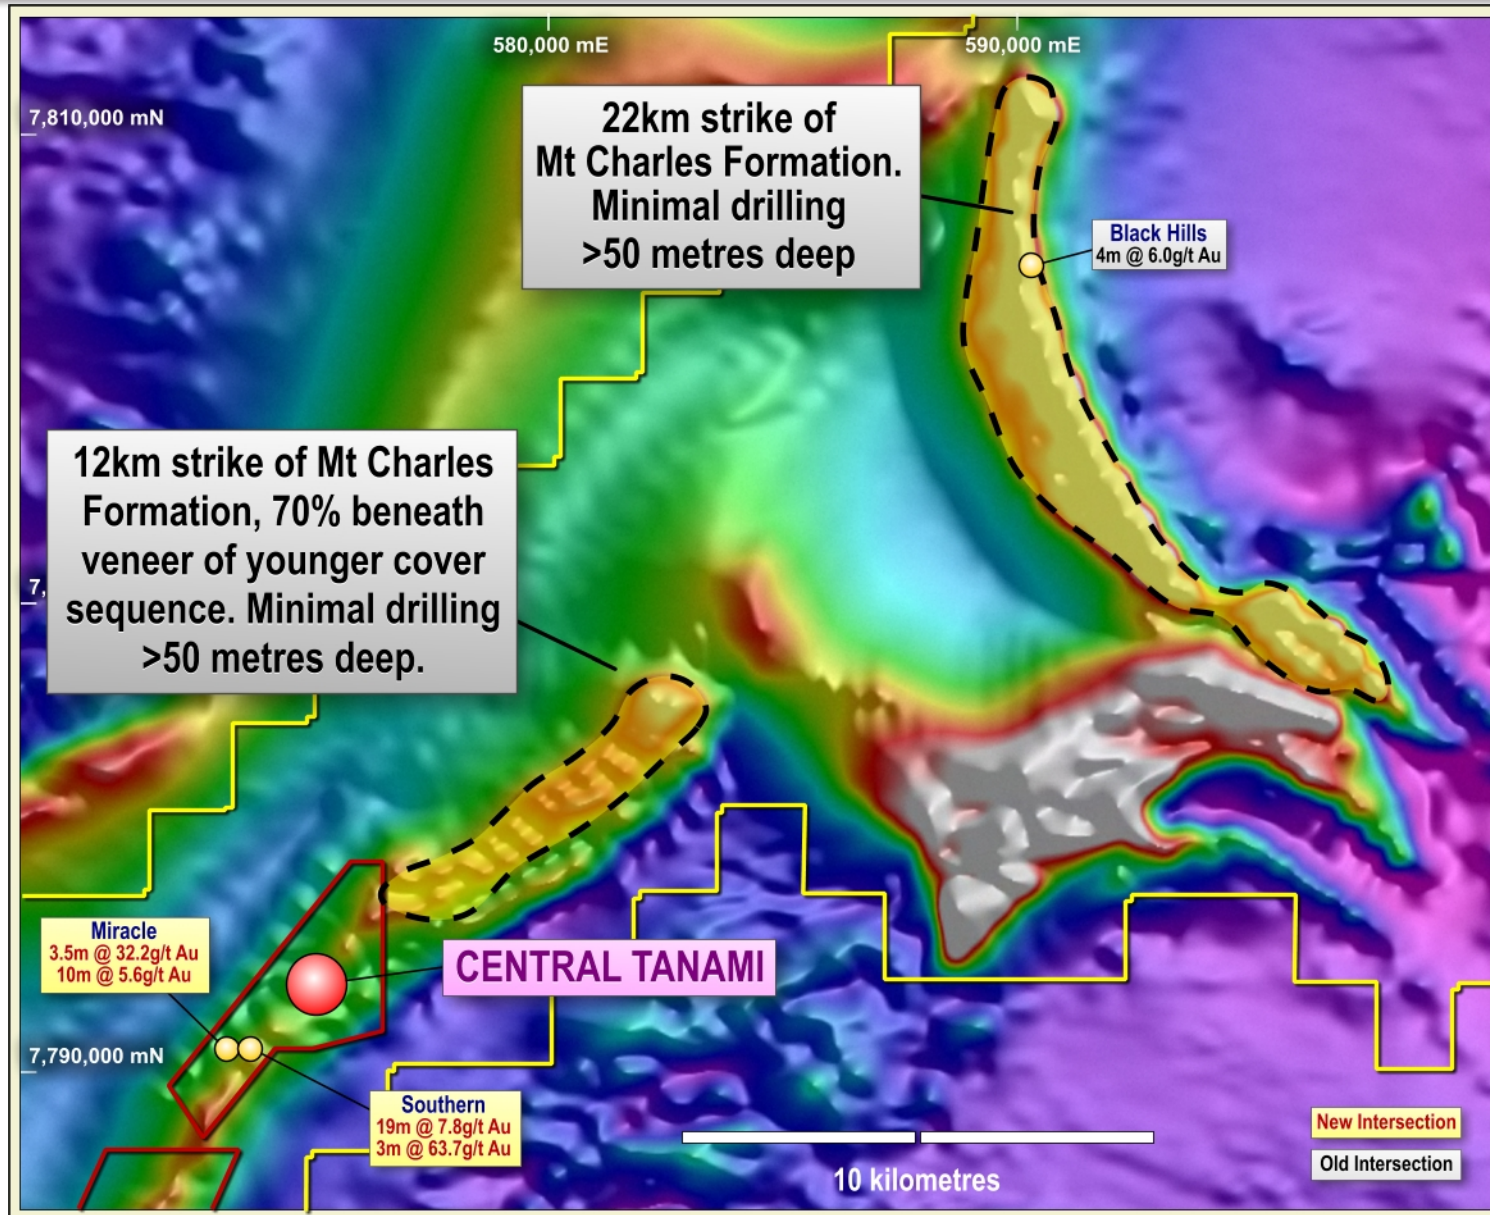 580,000 mE
590,000 mE
7,810,000 mN
22km strike of
Mt Charles Formation.
Minimal drilling
>50 metres deep
Black Hills
4m @ 6.0g/t Au
12km strike of Mt Charles
Formation, 70% beneath
veneer of younger cover
sequence. Minimal drilling
>50 metres deep.
7,
Miracle
3.5m @ 32.2g/t Au
10m @ 5.6g/t Au
CENTRAL TANAMI
7,790,000 mN
Southern
19m @ 7.8g/t Au
3m @ 63.7g/t Au
10 kilometres
New Intersection
Old Intersection